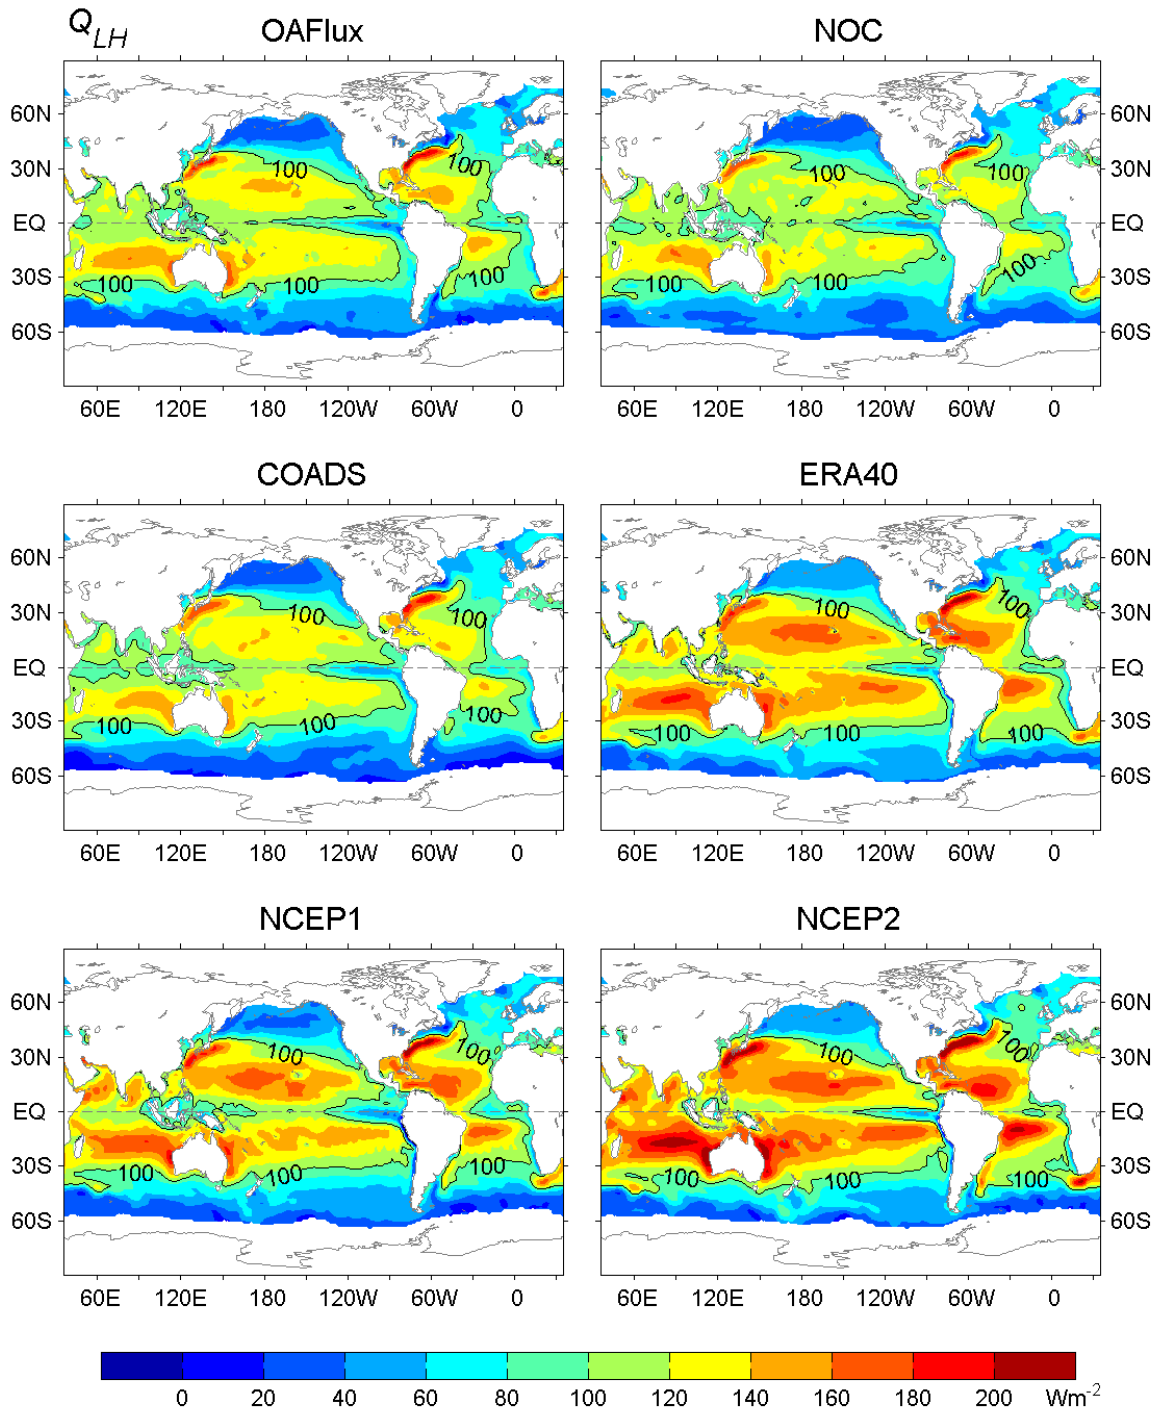 Q_LH OAFlux NOC
60N 60N
30N 100 100 100 100 30N
EQ EQ
30S 100 100 100 100 100 30S
60S 60S
60E 120E 180 120W 60W 0 60E 120E 180 120W 60W 0
COADS ERA40
60N 60N
30N 100 100 100 100 30N
EQ EQ
30S 100 100 100 100 100 100 30S
60S 60S
60E 120E 180 120W 60W 0 60E 120E 180 120W 60W 0
NCEP1 NCEP2
60N 60N
30N 100 100 100 100 30N
EQ EQ
30S 100 100 100 100 100 100 30S
60S 60S
60E 120E 180 120W 60W 0 60E 120E 180 120W 60W 0
0 20 40 60 80 100 120 140 160 180 200 Wm⁻²